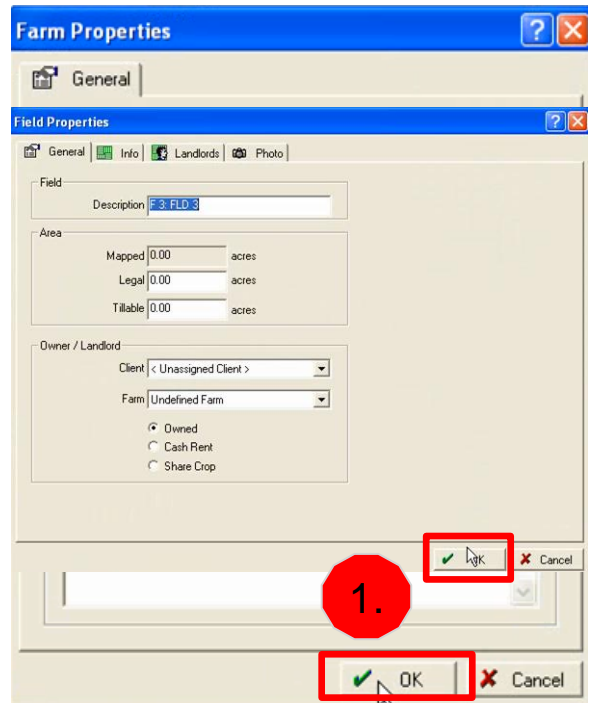 Farm Properties
General
Field Properties
General Info Landlords Photo
Field
Description F 3: FLD 3
Area
Mapped 0.00 acres
Legal 0.00 acres
Tillable 0.00 acres
Owner / Landlord
Client < Unassigned Client >
Farm Undefined Farm
Owned
Cash Rent
Share Crop
OK Cancel
1.
OK Cancel